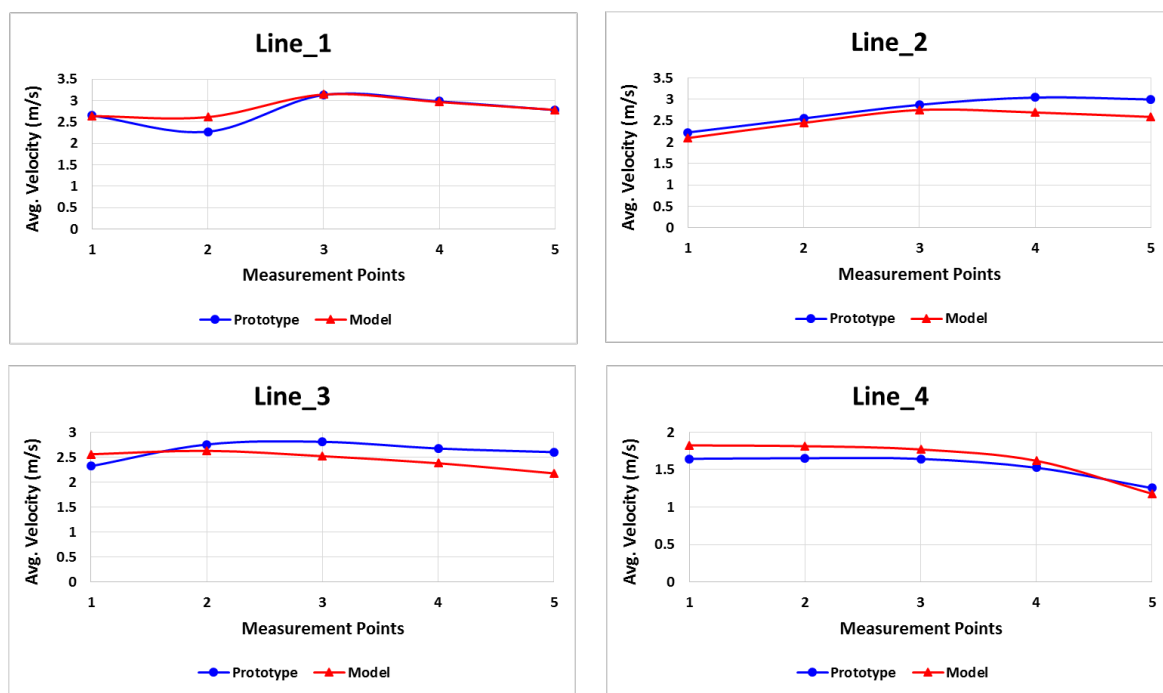 Line_1
Avg. Velocity (m/s)
3.5
3
2.5
2
1.5
1
0.5
0
1 2 3 4 5
Measurement Points
Prototype Model
Line_2
Avg. Velocity (m/s)
3.5
3
2.5
2
1.5
1
0.5
0
1 2 3 4 5
Measurement Points
Prototype Model
Line_3
Avg. Velocity (m/s)
3
2.5
2
1.5
1
0.5
0
1 2 3 4 5
Measurement Points
Prototype Model
Line_4
Avg. Velocity (m/s)
2
1.5
1
0.5
0
1 2 3 4 5
Measurement Points
Prototype Model